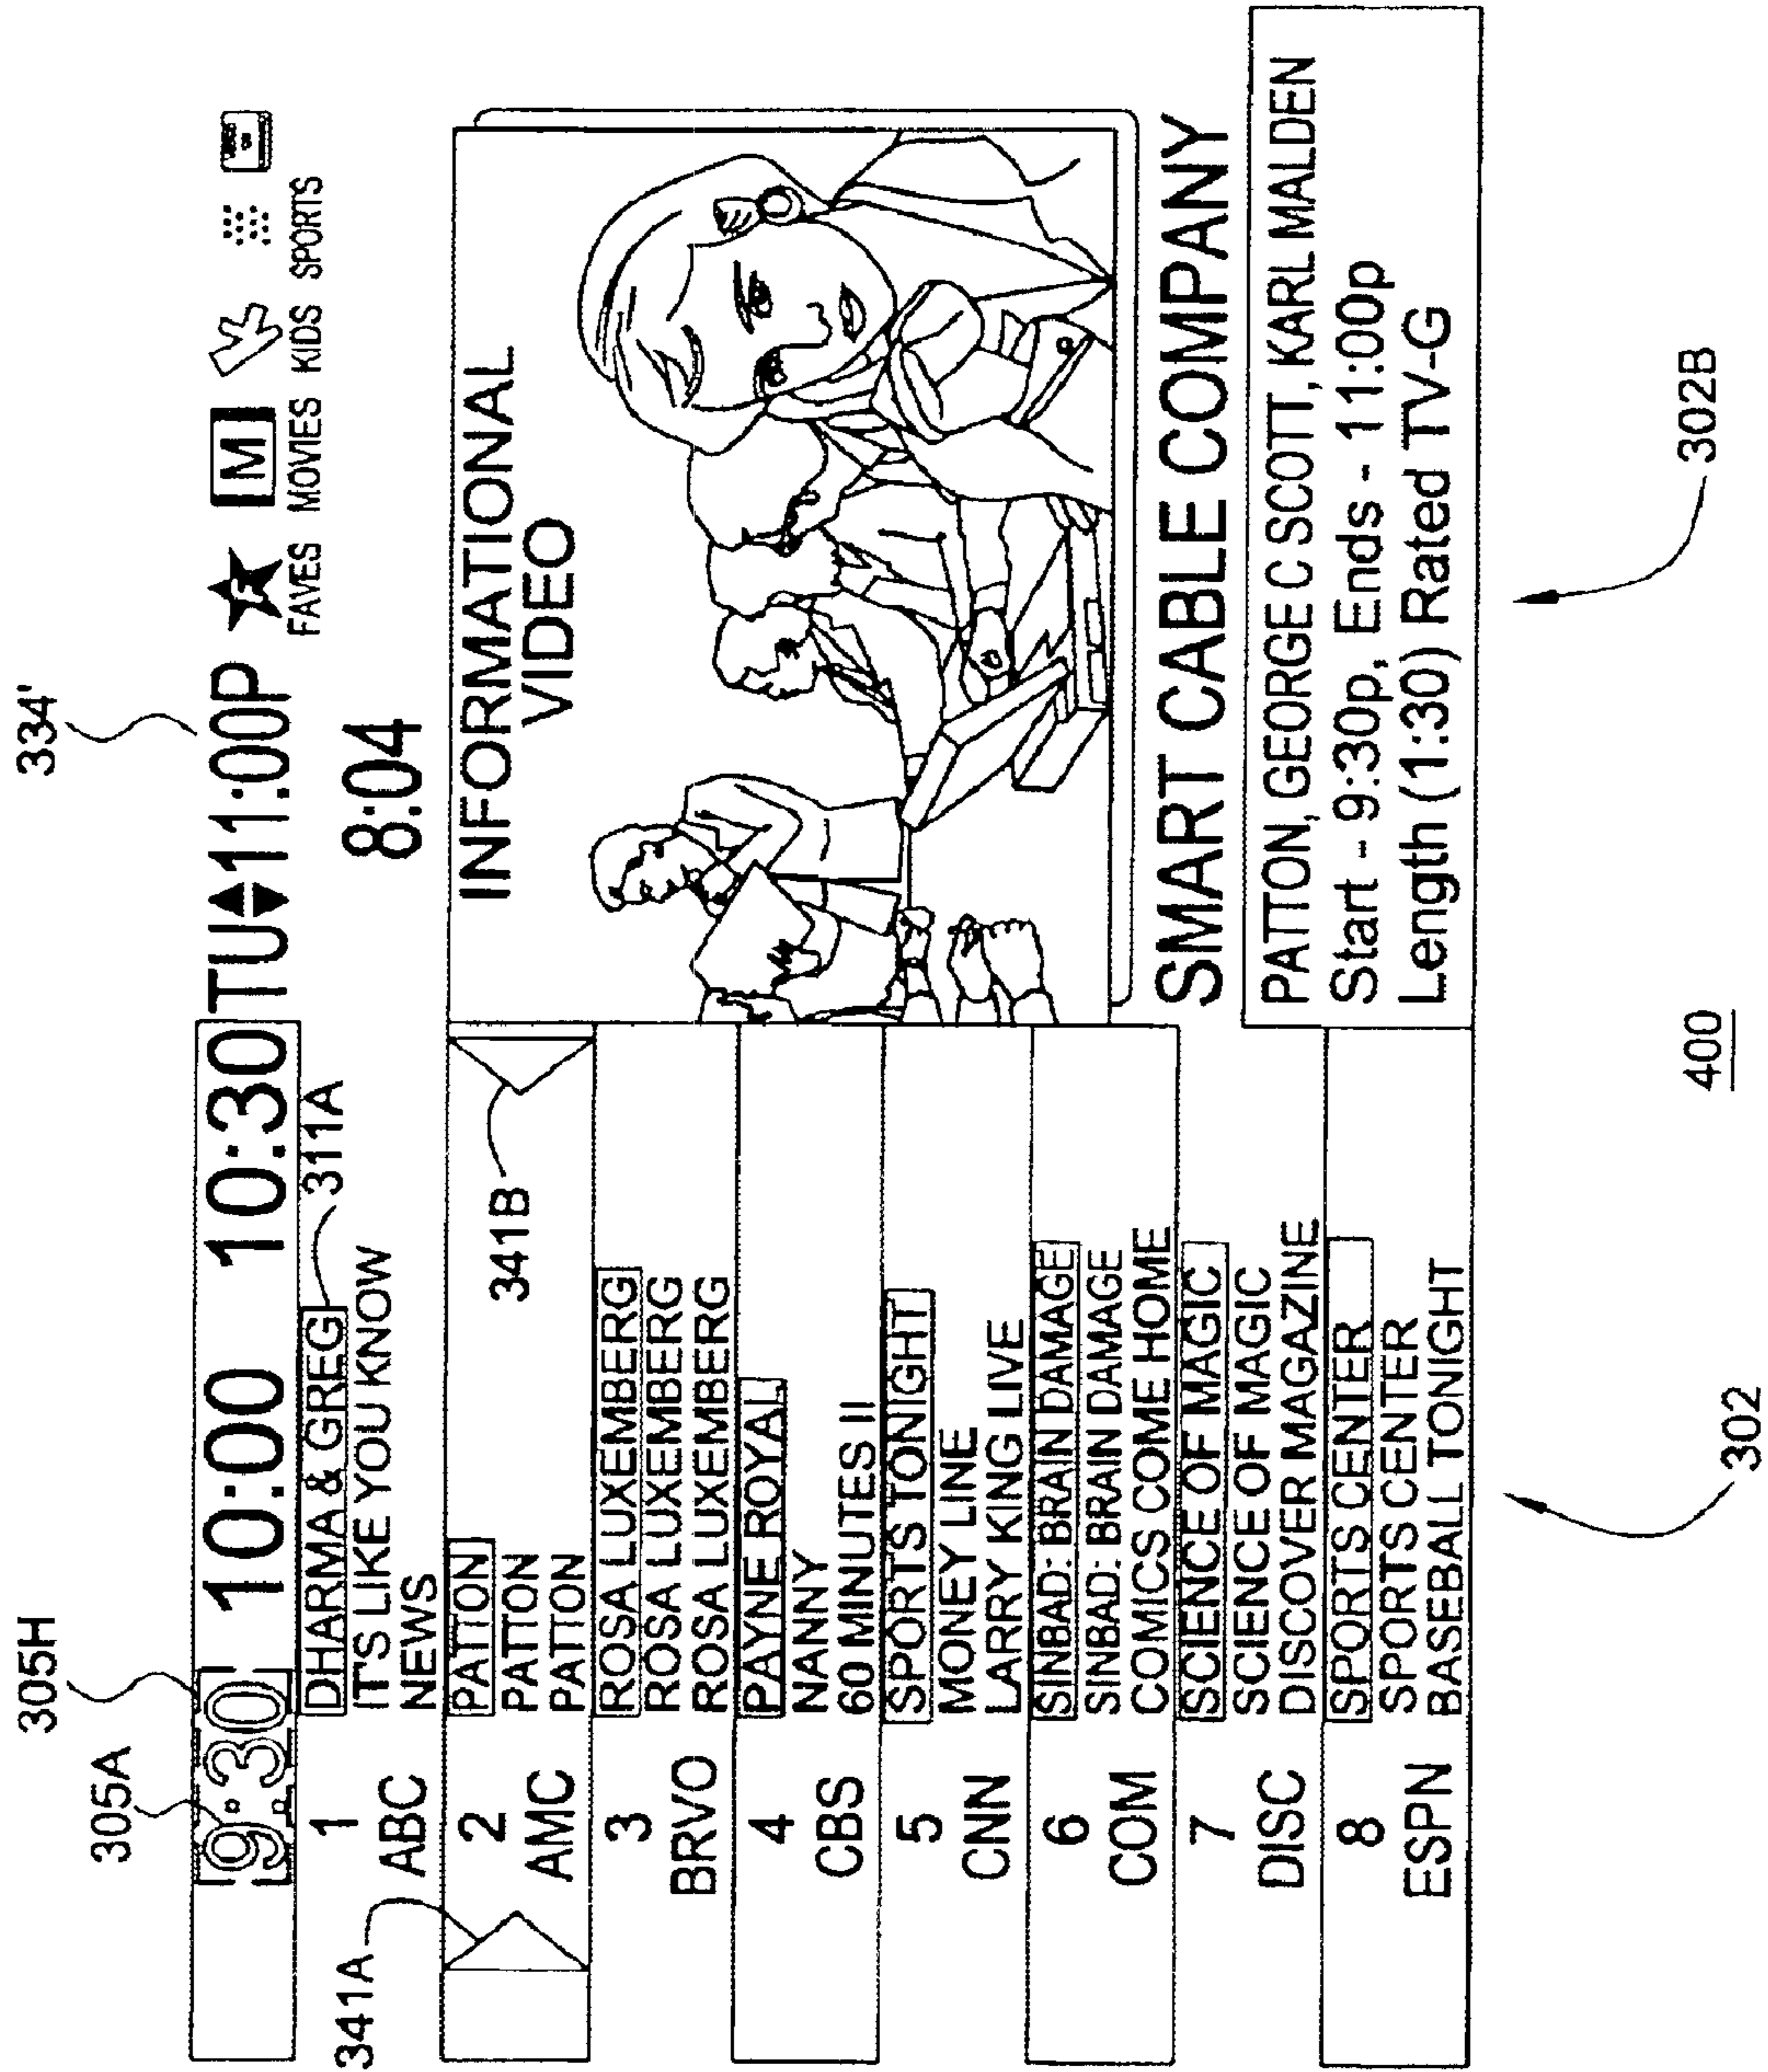 305H
305A
334'
9:30 10:00 10:30 TU 11:00P
F M
FAVES MOVIES KIDS SPORTS
8:04
311A
341A
341B
1 DHARMA & GREG
ABC IT'S LIKE YOU KNOW
NEWS
2 PATTON
AMC PATTON
PATTON
3 ROSA LUXEMBERG
BRVO ROSA LUXEMBERG
ROSA LUXEMBERG
4 PAYNE ROYAL
CBS NANNY
60 MINUTES II
5 SPORTS TONIGHT
CNN MONEY LINE
LARRY KING LIVE
6 SINBAD: BRAIN DAMAGE
COM SINBAD: BRAIN DAMAGE
COMICS COME HOME
7 SCIENCE OF MAGIC
DISC SCIENCE OF MAGIC
DISCOVER MAGAZINE
8 SPORTS CENTER
ESPN SPORTS CENTER
BASEBALL TONIGHT
INFORMATIONAL
VIDEO
SMART CABLE COMPANY
PATTON, GEORGE C SCOTT, KARL MALDEN
Start - 9:30p, Ends - 11:00p
Length (1:30) Rated TV-G
302
302B
400